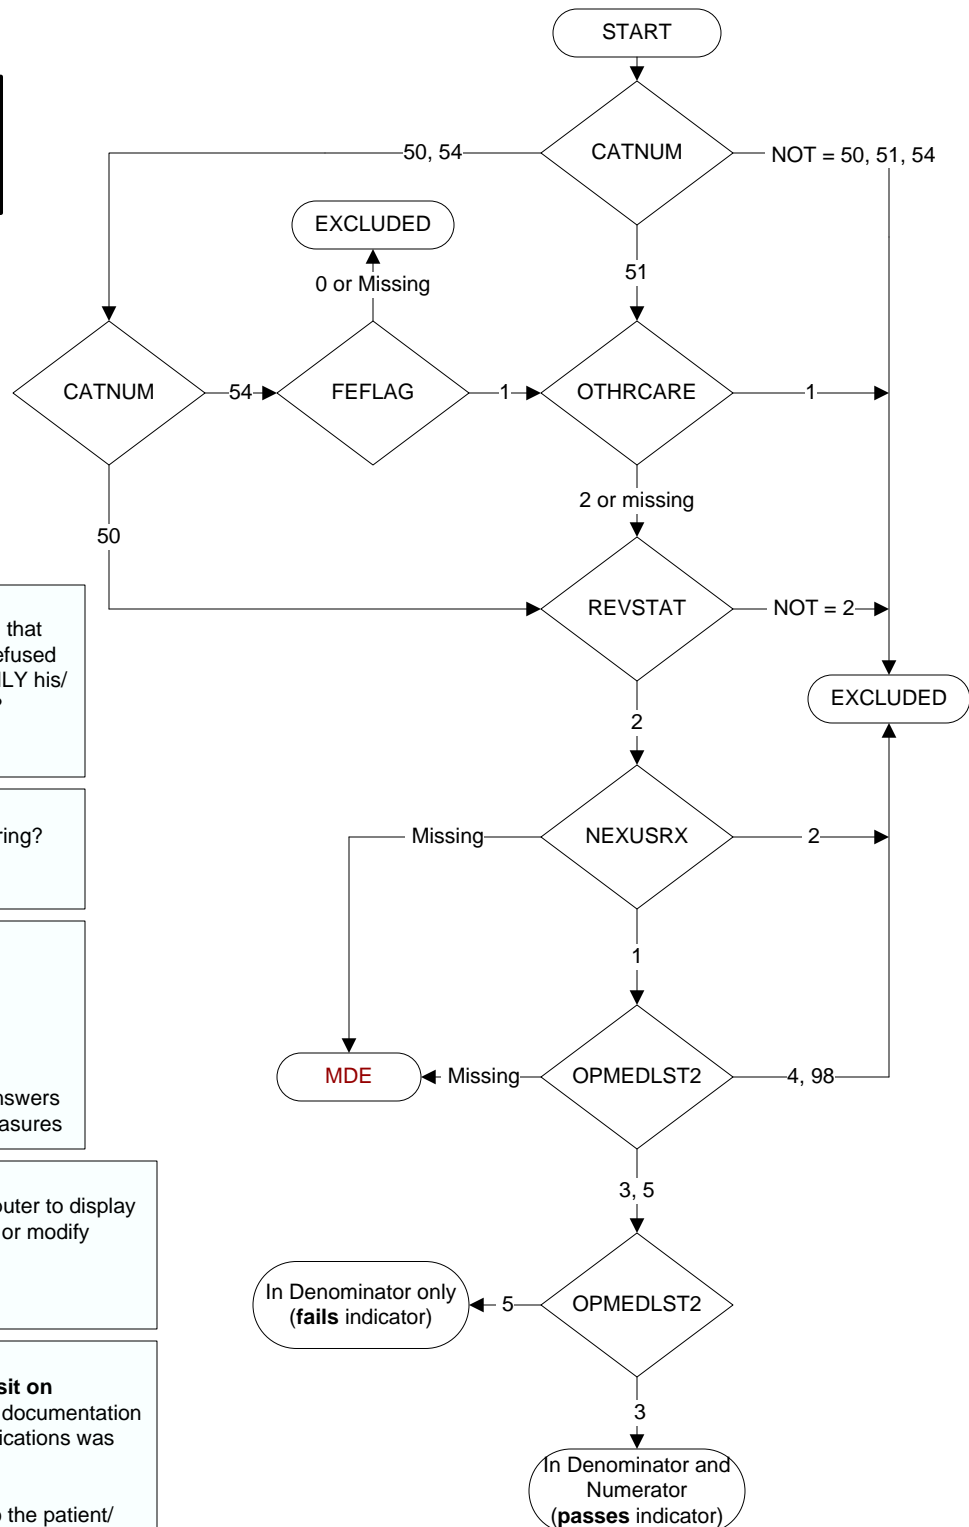 START
CATNUM
50, 54
NOT = 50, 51, 54
EXCLUDED
0 or Missing
51
CATNUM
54
FEFLAG
1
OTHRCARE
1
2 or missing
50
REVSTAT
NOT = 2
EXCLUDED
2
NEXUSRX
Missing
2
1
MDE
Missing
OPMEDLST2
4, 98
3, 5
OPMEDLST2
5
In Denominator only
(fails indicator)
3
In Denominator and
Numerator
(passes indicator)
that
efused
LY his/
?
ring?
nswers
easures
outer to display
or modify
sit on
documentation
ications was
o the patient/